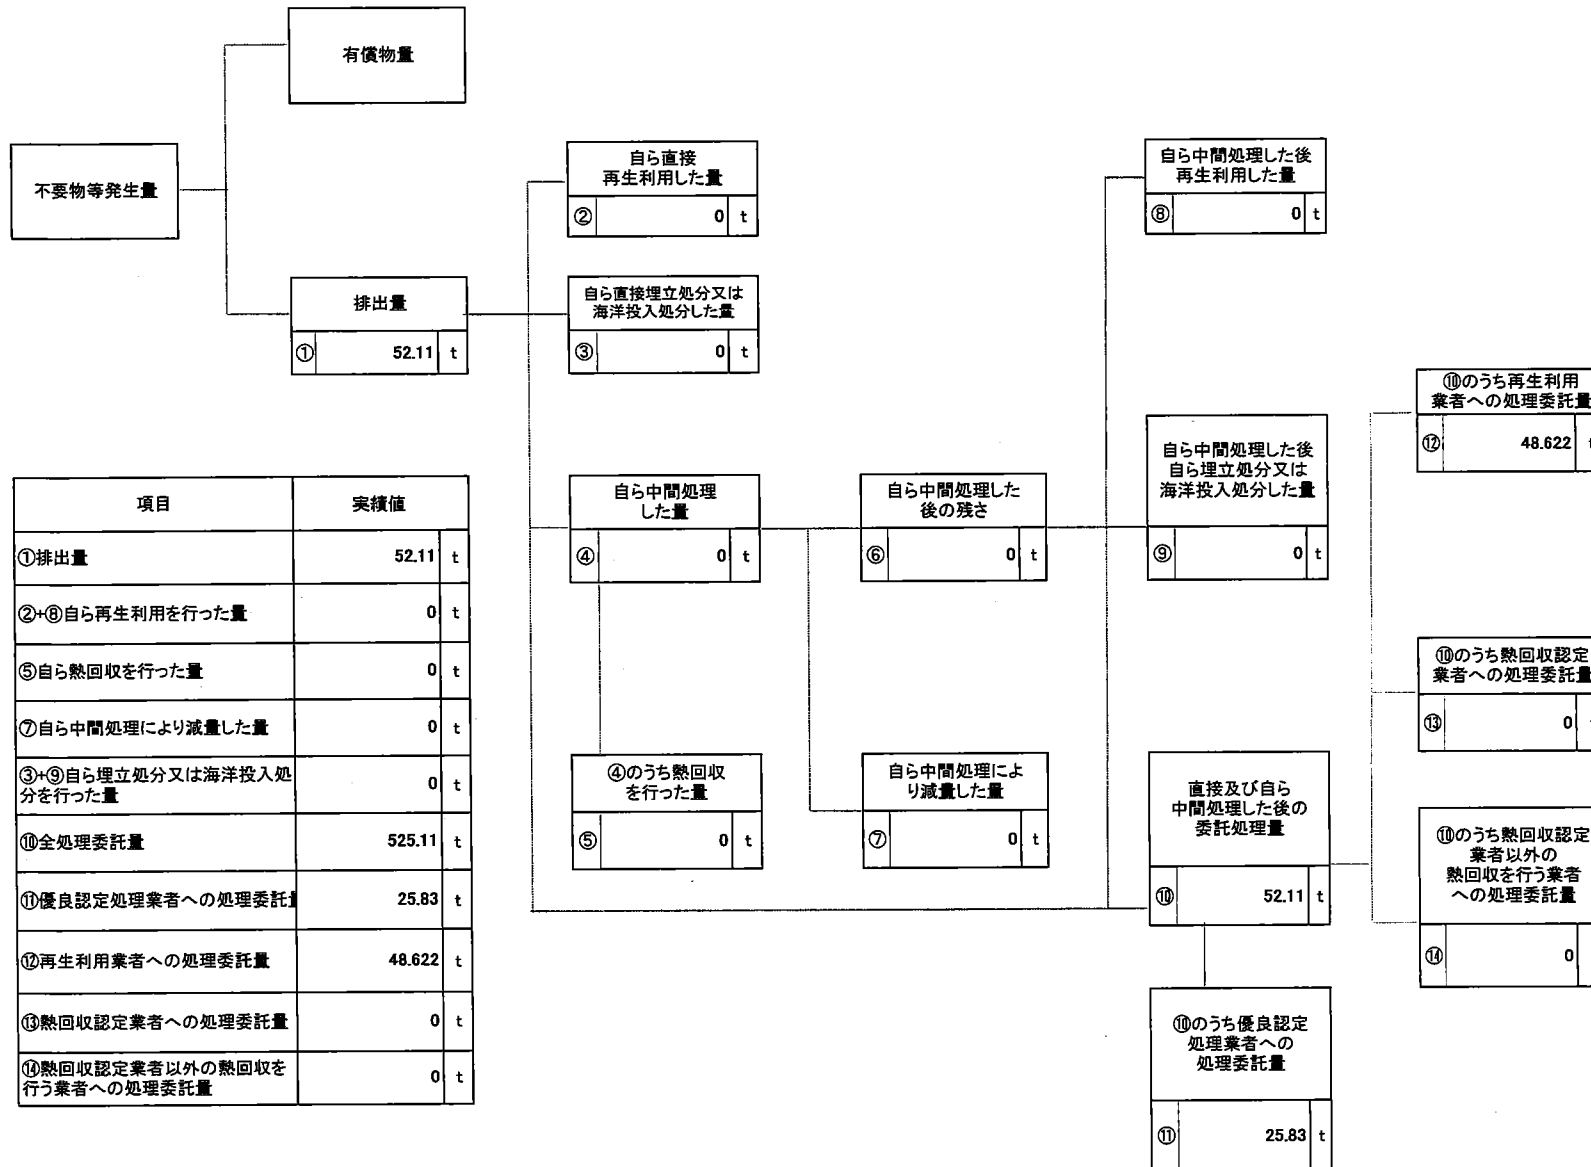 有償物量
不要物等発生量
排出量
① 52.11 t
自ら直接
再生利用した量
② 0 t
自ら直接埋立処分又は
海洋投入処分した量
③ 0 t
自ら中間処理
した量
④ 0 t
④のうち熱回収
を行った量
⑤ 0 t
自ら中間処理した
後の残さ
⑥ 0 t
自ら中間処理によ
り減量した量
⑦ 0 t
自ら中間処理した後
再生利用した量
⑧ 0 t
自ら中間処理した後
自ら埋立処分又は
海洋投入処分した量
⑨ 0 t
直接及び自ら
中間処理した後の
委託処理量
⑩ 52.11 t
⑩のうち優良認定
処理業者への
処理委託量
⑪ 25.83 t
⑩のうち再生利用
業者への処理委託量
⑫ 48.622 t
⑩のうち熱回収認定
業者への処理委託量
⑬ 0
⑩のうち熱回収認定
業者以外の
熱回収を行う業者
への処理委託量
⑭ 0
項目 実績値
①排出量 52.11 t
②+⑧自ら再生利用を行った量 0 t
⑤自ら熱回収を行った量 0 t
⑦自ら中間処理により減量した量 0 t
③+⑨自ら埋立処分又は海洋投入処
分を行った量 0 t
⑩全処理委託量 525.11 t
⑪優良認定処理業者への処理委託 25.83 t
⑫再生利用業者への処理委託量 48.622 t
⑬熱回収認定業者への処理委託量 0 t
⑭熱回収認定業者以外の熱回収を
行う業者への処理委託量 0 t